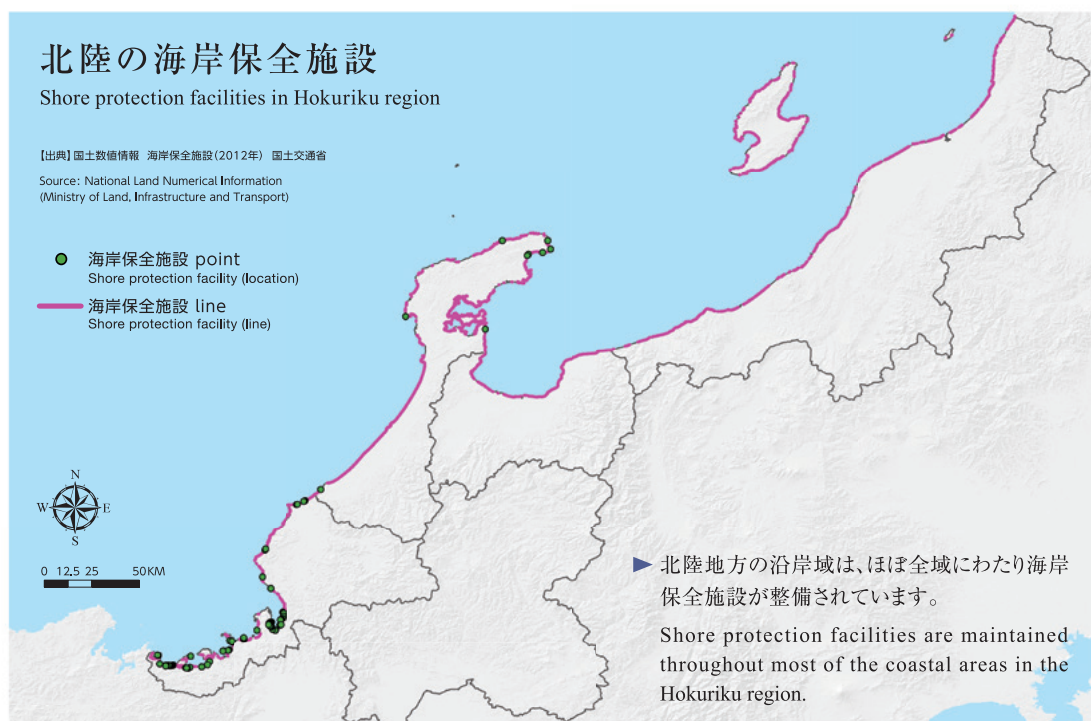 北陸の海岸保全施設
Shore protection facilities in Hokuriku region
【出典】国土数値情報 海岸保全施設(2012年) 国土交通省
Source: National Land Numerical Information
(Ministry of Land, Infrastructure and Transport)
海岸保全施設 point
Shore protection facility (location)
海岸保全施設 line
Shore protection facility (line)
N
W E
S
0 12.5 25 50KM
▶ 北陸地方の沿岸域は、ほぼ全域にわたり海岸
保全施設が整備されています。
Shore protection facilities are maintained
throughout most of the coastal areas in the
Hokuriku region.